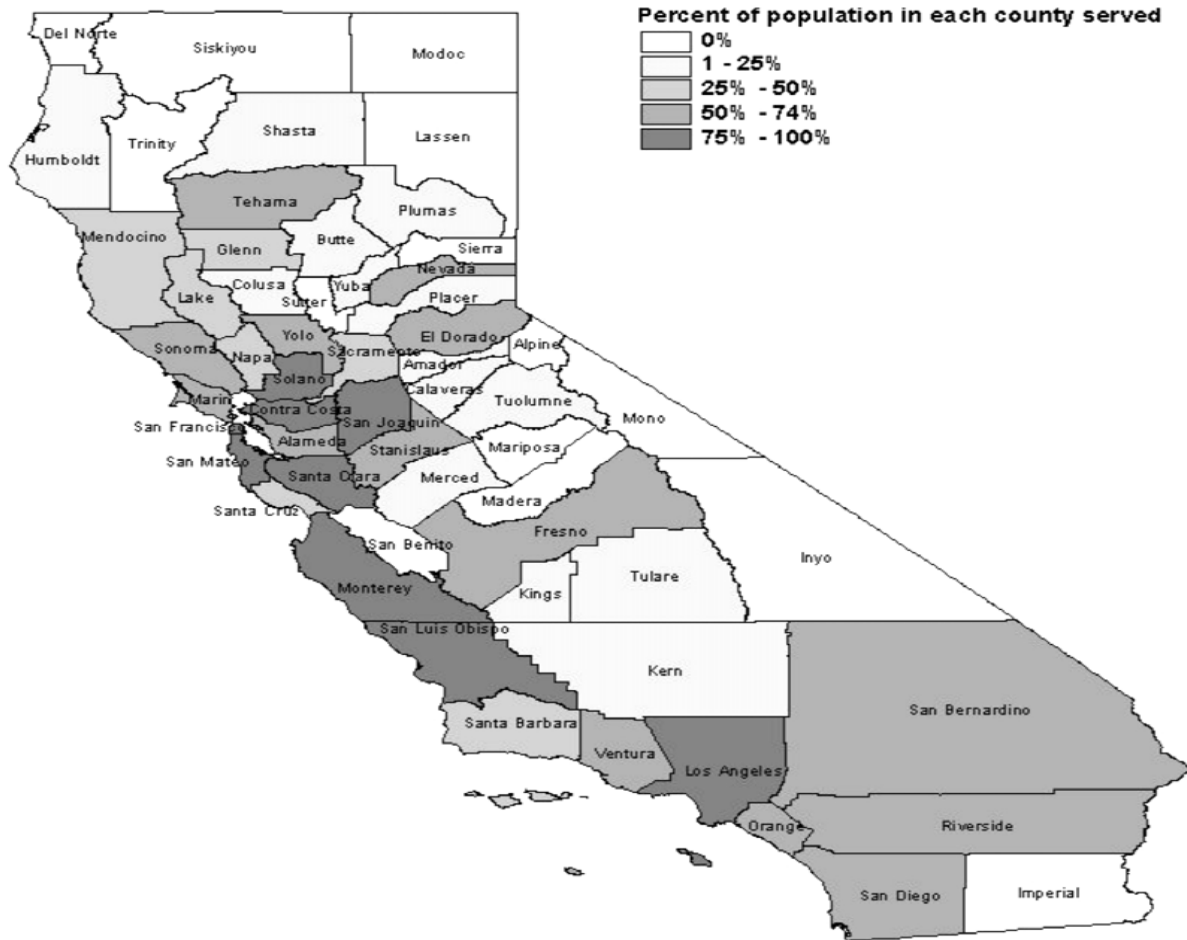 Percent of population in each county served
0%
1 - 25%
25% - 50%
50% - 74%
75% - 100%
Del Norte
Siskiyou
Modoc
Humboldt
Trinity
Shasta
Lassen
Tehama
Plumas
Mendocino
Glenn
Butte
Sierra
Nevada
Colusa
Yuba
Lake
Sutter
Placer
Sonoma
Yolo
El Dorado
Napa
Sacramento
Alpine
Amador
Solano
Calaveras
Marin
Contra Costa
Tuolumne
San Joaquin
Mono
San Francisco
Alameda
Stanislaus
Mariposa
San Mateo
Santa Clara
Merced
Madera
Santa Cruz
Fresno
San Benito
Inyo
Tulare
Monterey
Kings
San Luis Obispo
Kern
San Bernardino
Santa Barbara
Ventura
Los Angeles
Orange
Riverside
San Diego
Imperial